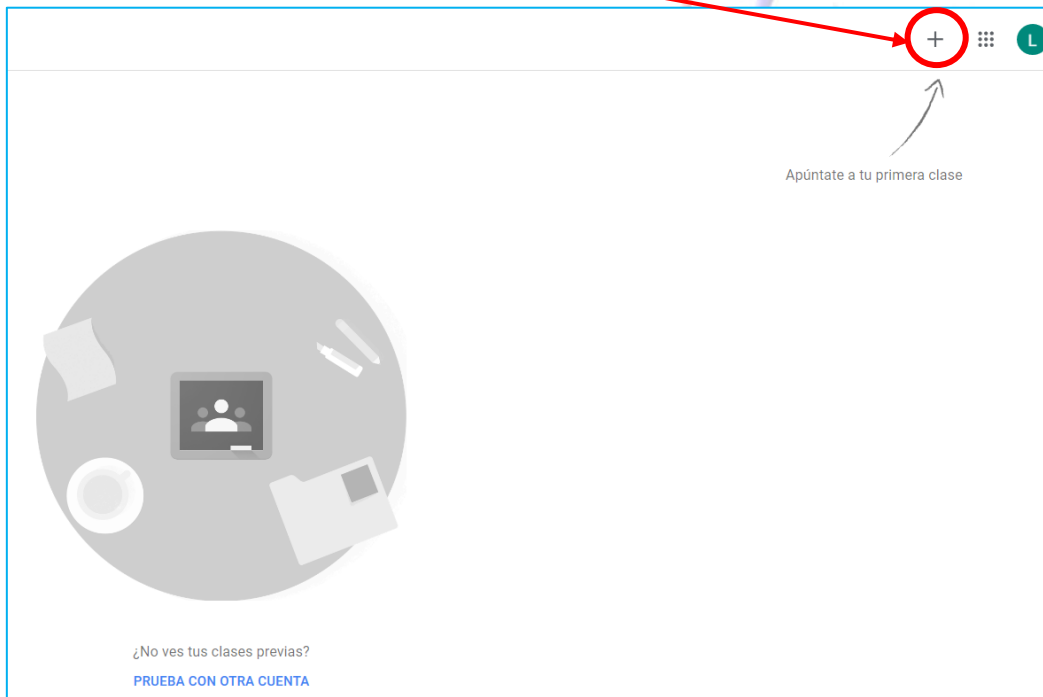 L
Apúntate a tu primera clase
¿No ves tus clases previas?
PRUEBA CON OTRA CUENTA